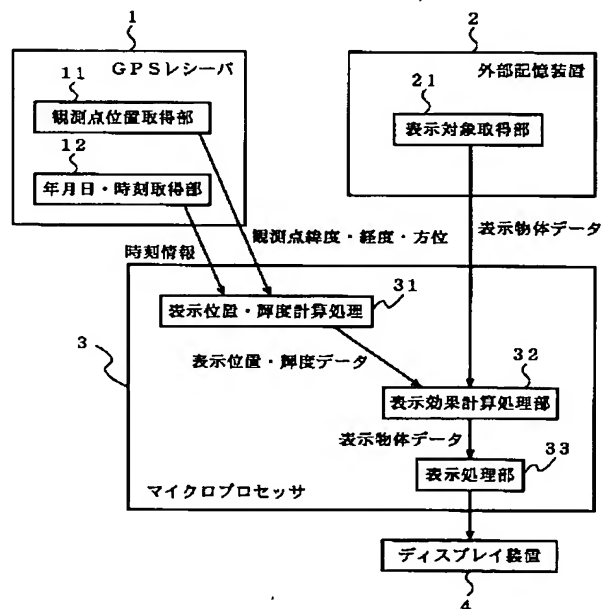 1
GPSレシーバ
11
観測点位置取得部
12
年月日・時刻取得部
2
外部記憶装置
21
表示対象取得部
時刻情報
観測点緯度・経度・方位
表示物体データ
3
表示位置・輝度計算処理
31
表示位置・輝度データ
32
表示効果計算処理部
表示物体データ
33
表示処理部
マイクロプロセッサ
ディスプレイ装置
4